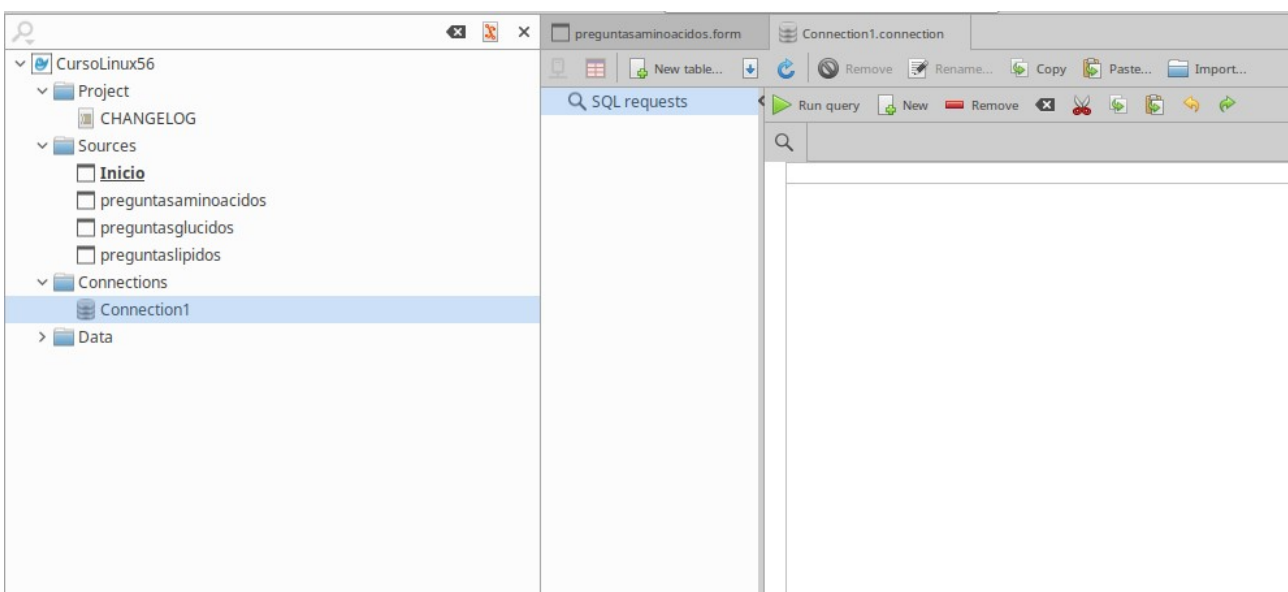 preguntasaminoacidos.form Connection1.connection
CursoLinux56
Project
CHANGELOG
Sources
Inicio
preguntasaminoacidos
preguntasglucidos
preguntaslipidos
Connections
Connection1
Data
New table... Remove Rename... Copy Paste... Import...
SQL requests
Run query New Remove